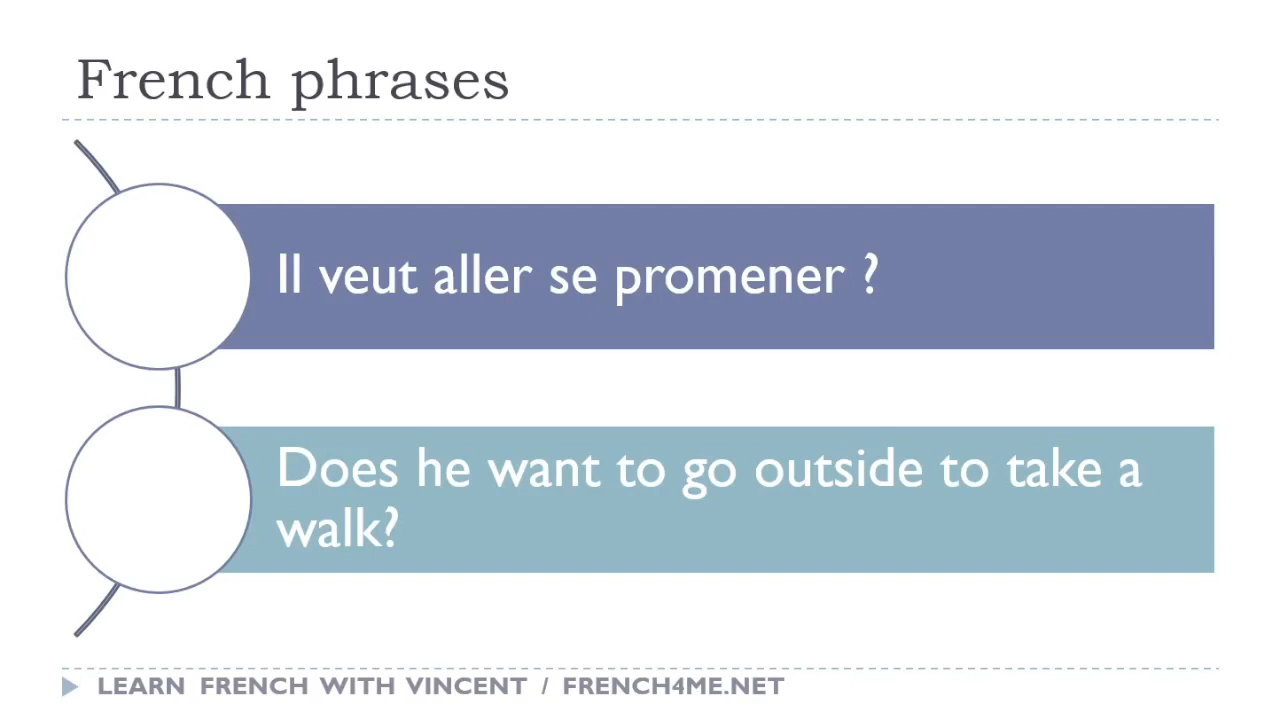 French phrases
Il veut aller se promener ?
Does he want to go outside to take a
walk?
LEARN FRENCH WITH VINCENT / FRENCH4ME.NET